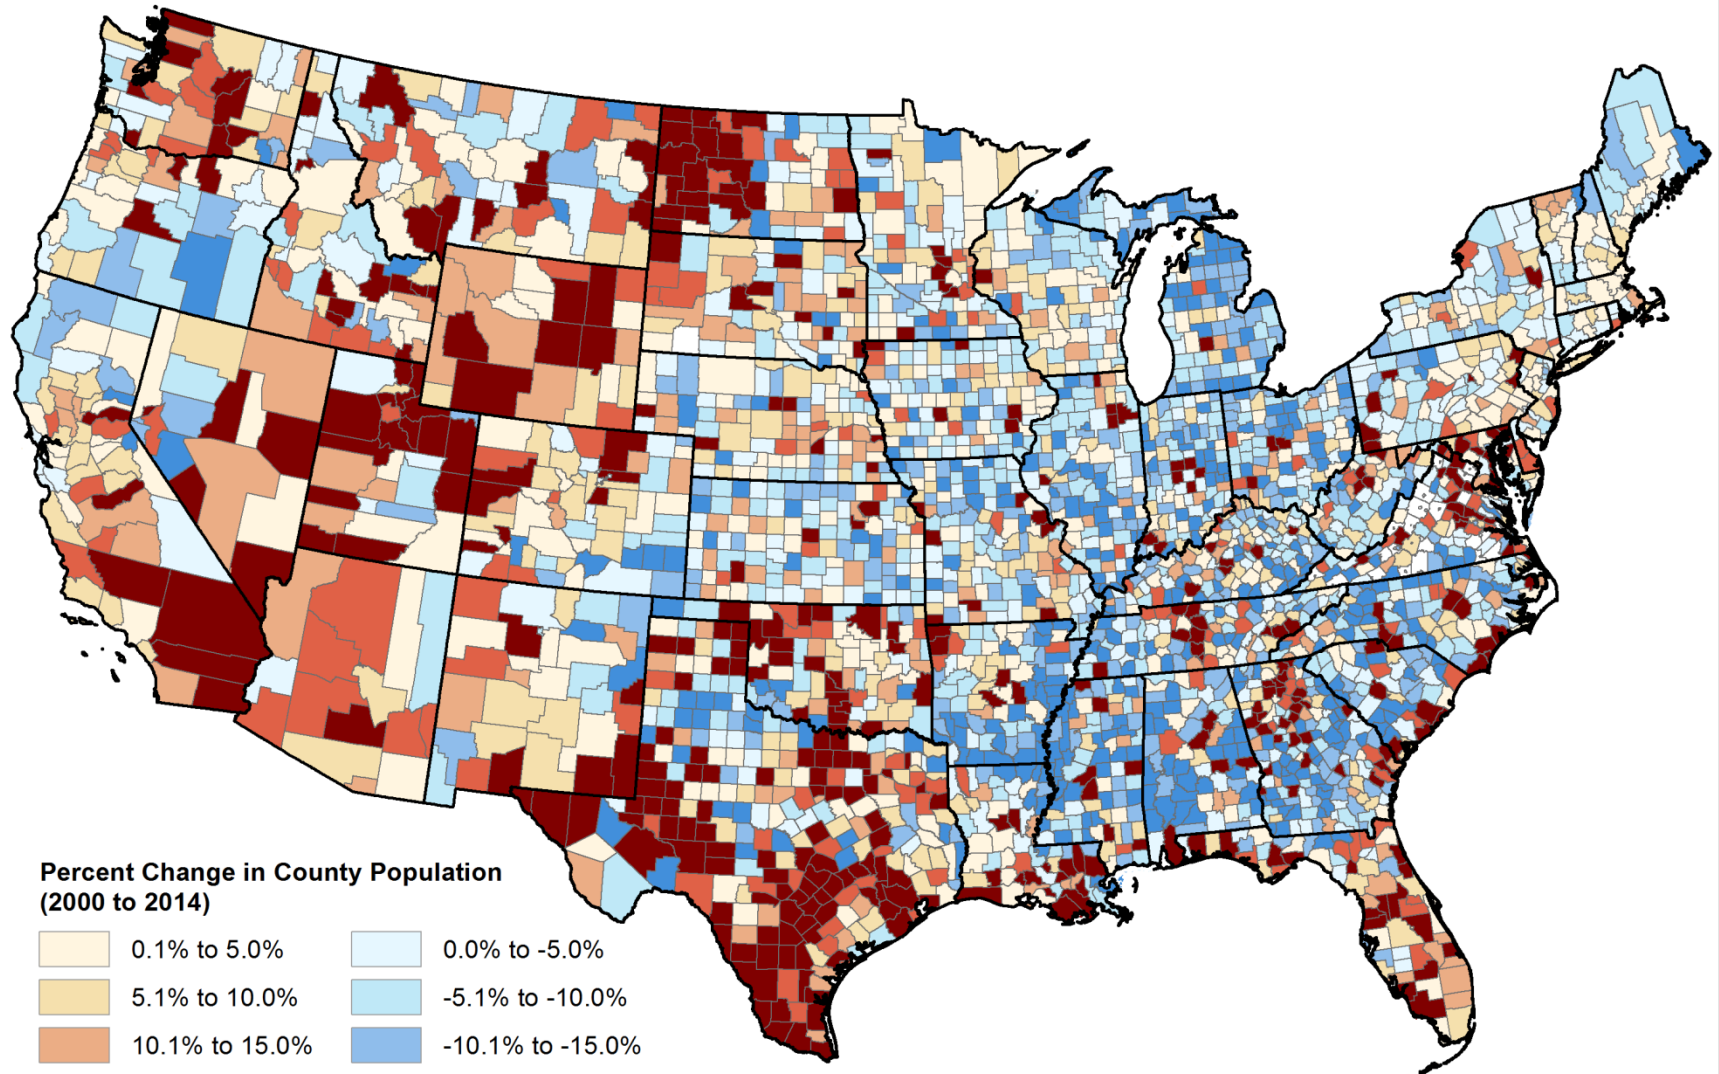 Percent Change in County Population
(2000 to 2014)
0.1% to 5.0%
0.0% to -5.0%
5.1% to 10.0%
-5.1% to -10.0%
10.1% to 15.0%
-10.1% to -15.0%